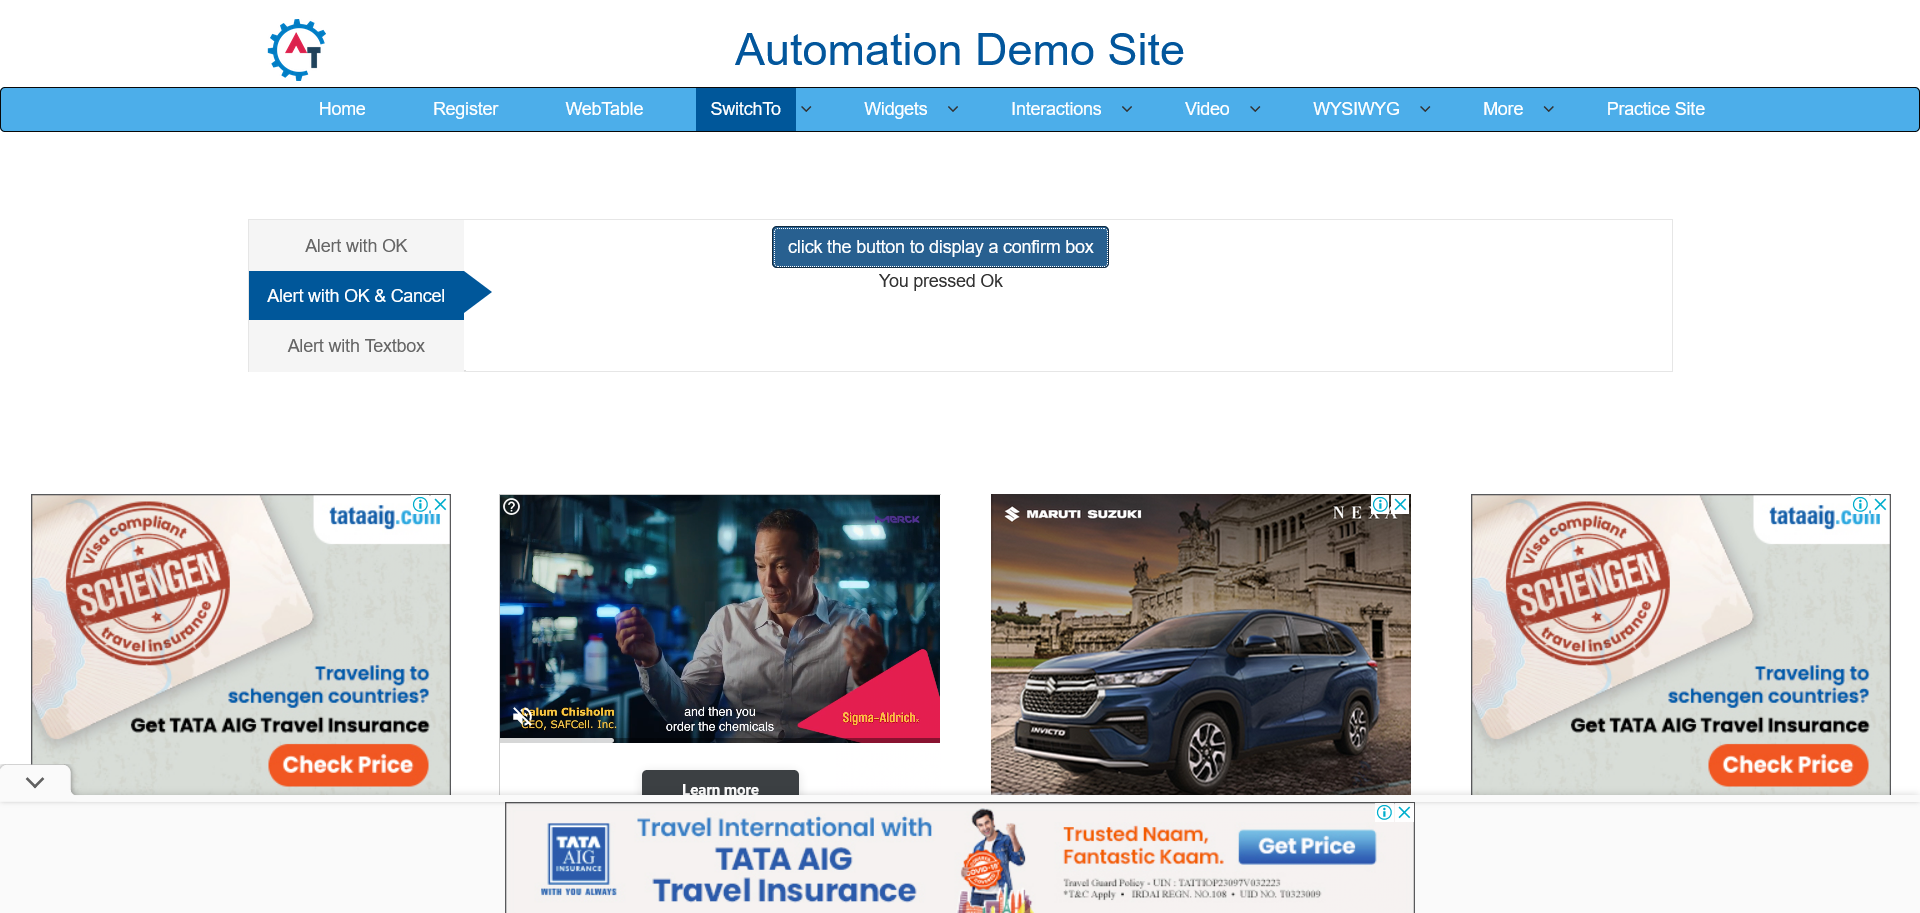 AT
Automation Demo Site
Home Register WebTable SwitchTo Widgets Interactions Video WYSIWYG More Practice Site
Alert with OK
click the button to display a confirm box
You pressed Ok
Alert with OK & Cancel
Alert with Textbox
tataaig.com
Visa compliant
SCHENGEN
travel insurance
Traveling to
schengen countries?
Get TATA AIG Travel Insurance
Check Price
MERCK
Calum Chisholm
CEO, SAFCell. Inc.
and then you
order the chemicals
Sigma-Aldrich.
Learn more
MARUTI SUZUKI
NEXA
INVICTO
tataaig.com
Visa compliant
SCHENGEN
travel insurance
Traveling to
schengen countries?
Get TATA AIG Travel Insurance
Check Price
TATA
AIG
INSURANCE
WITH YOU ALWAYS
Travel International with
TATA AIG
Travel Insurance
COVID-19
Trusted Naam,
Fantastic Kaam.
Get Price
Travel Guard Policy - UIN : TATTIOP23097V032223
*T&C Apply • IRDAI REGN. NO.108 • UID NO. T0323009